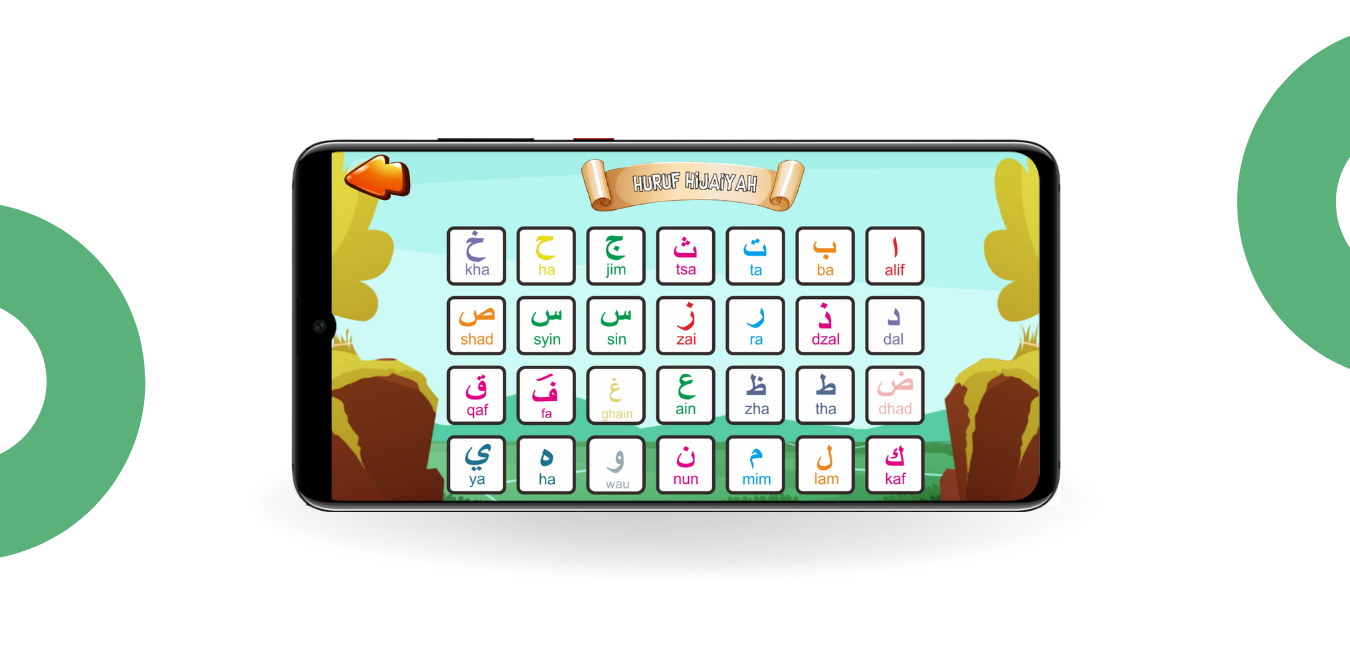 HURUF HIJAIYAH
ا
alif
ب
ba
ت
ta
ث
tsa
ج
jim
ح
ha
خ
kha
د
dal
ذ
dzal
ر
ra
ز
zai
س
sin
س
syin
ص
shad
ض
dhad
ط
tha
ظ
zha
ع
ain
غ
ghain
فَ
fa
ق
qaf
ك
kaf
ل
lam
م
mim
ن
nun
و
wau
ه
ha
ي
ya